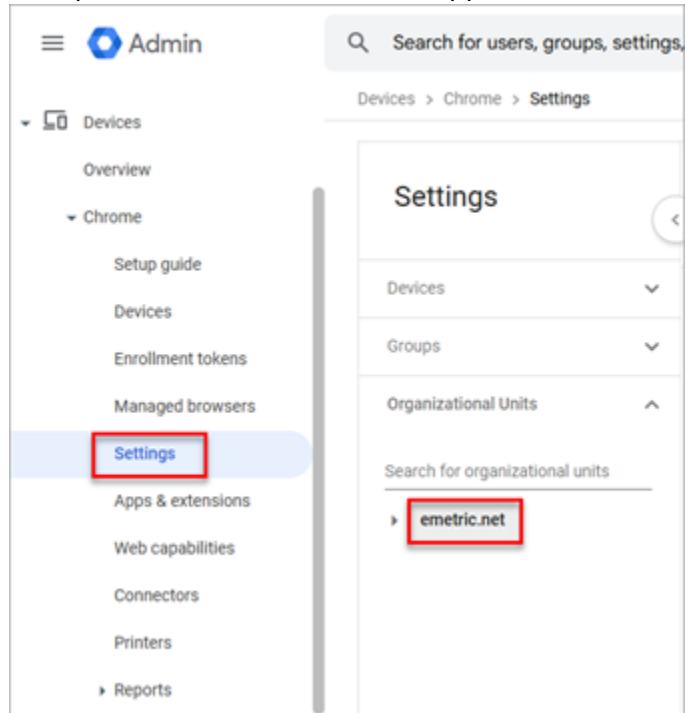 Admin
Search for users, groups, settings,
Devices > Chrome > Settings
Devices
Overview
Chrome
Setup guide
Devices
Enrollment tokens
Managed browsers
Settings
Apps & extensions
Web capabilities
Connectors
Printers
Reports
Settings
Devices
Groups
Organizational Units
Search for organizational units
emetric.net